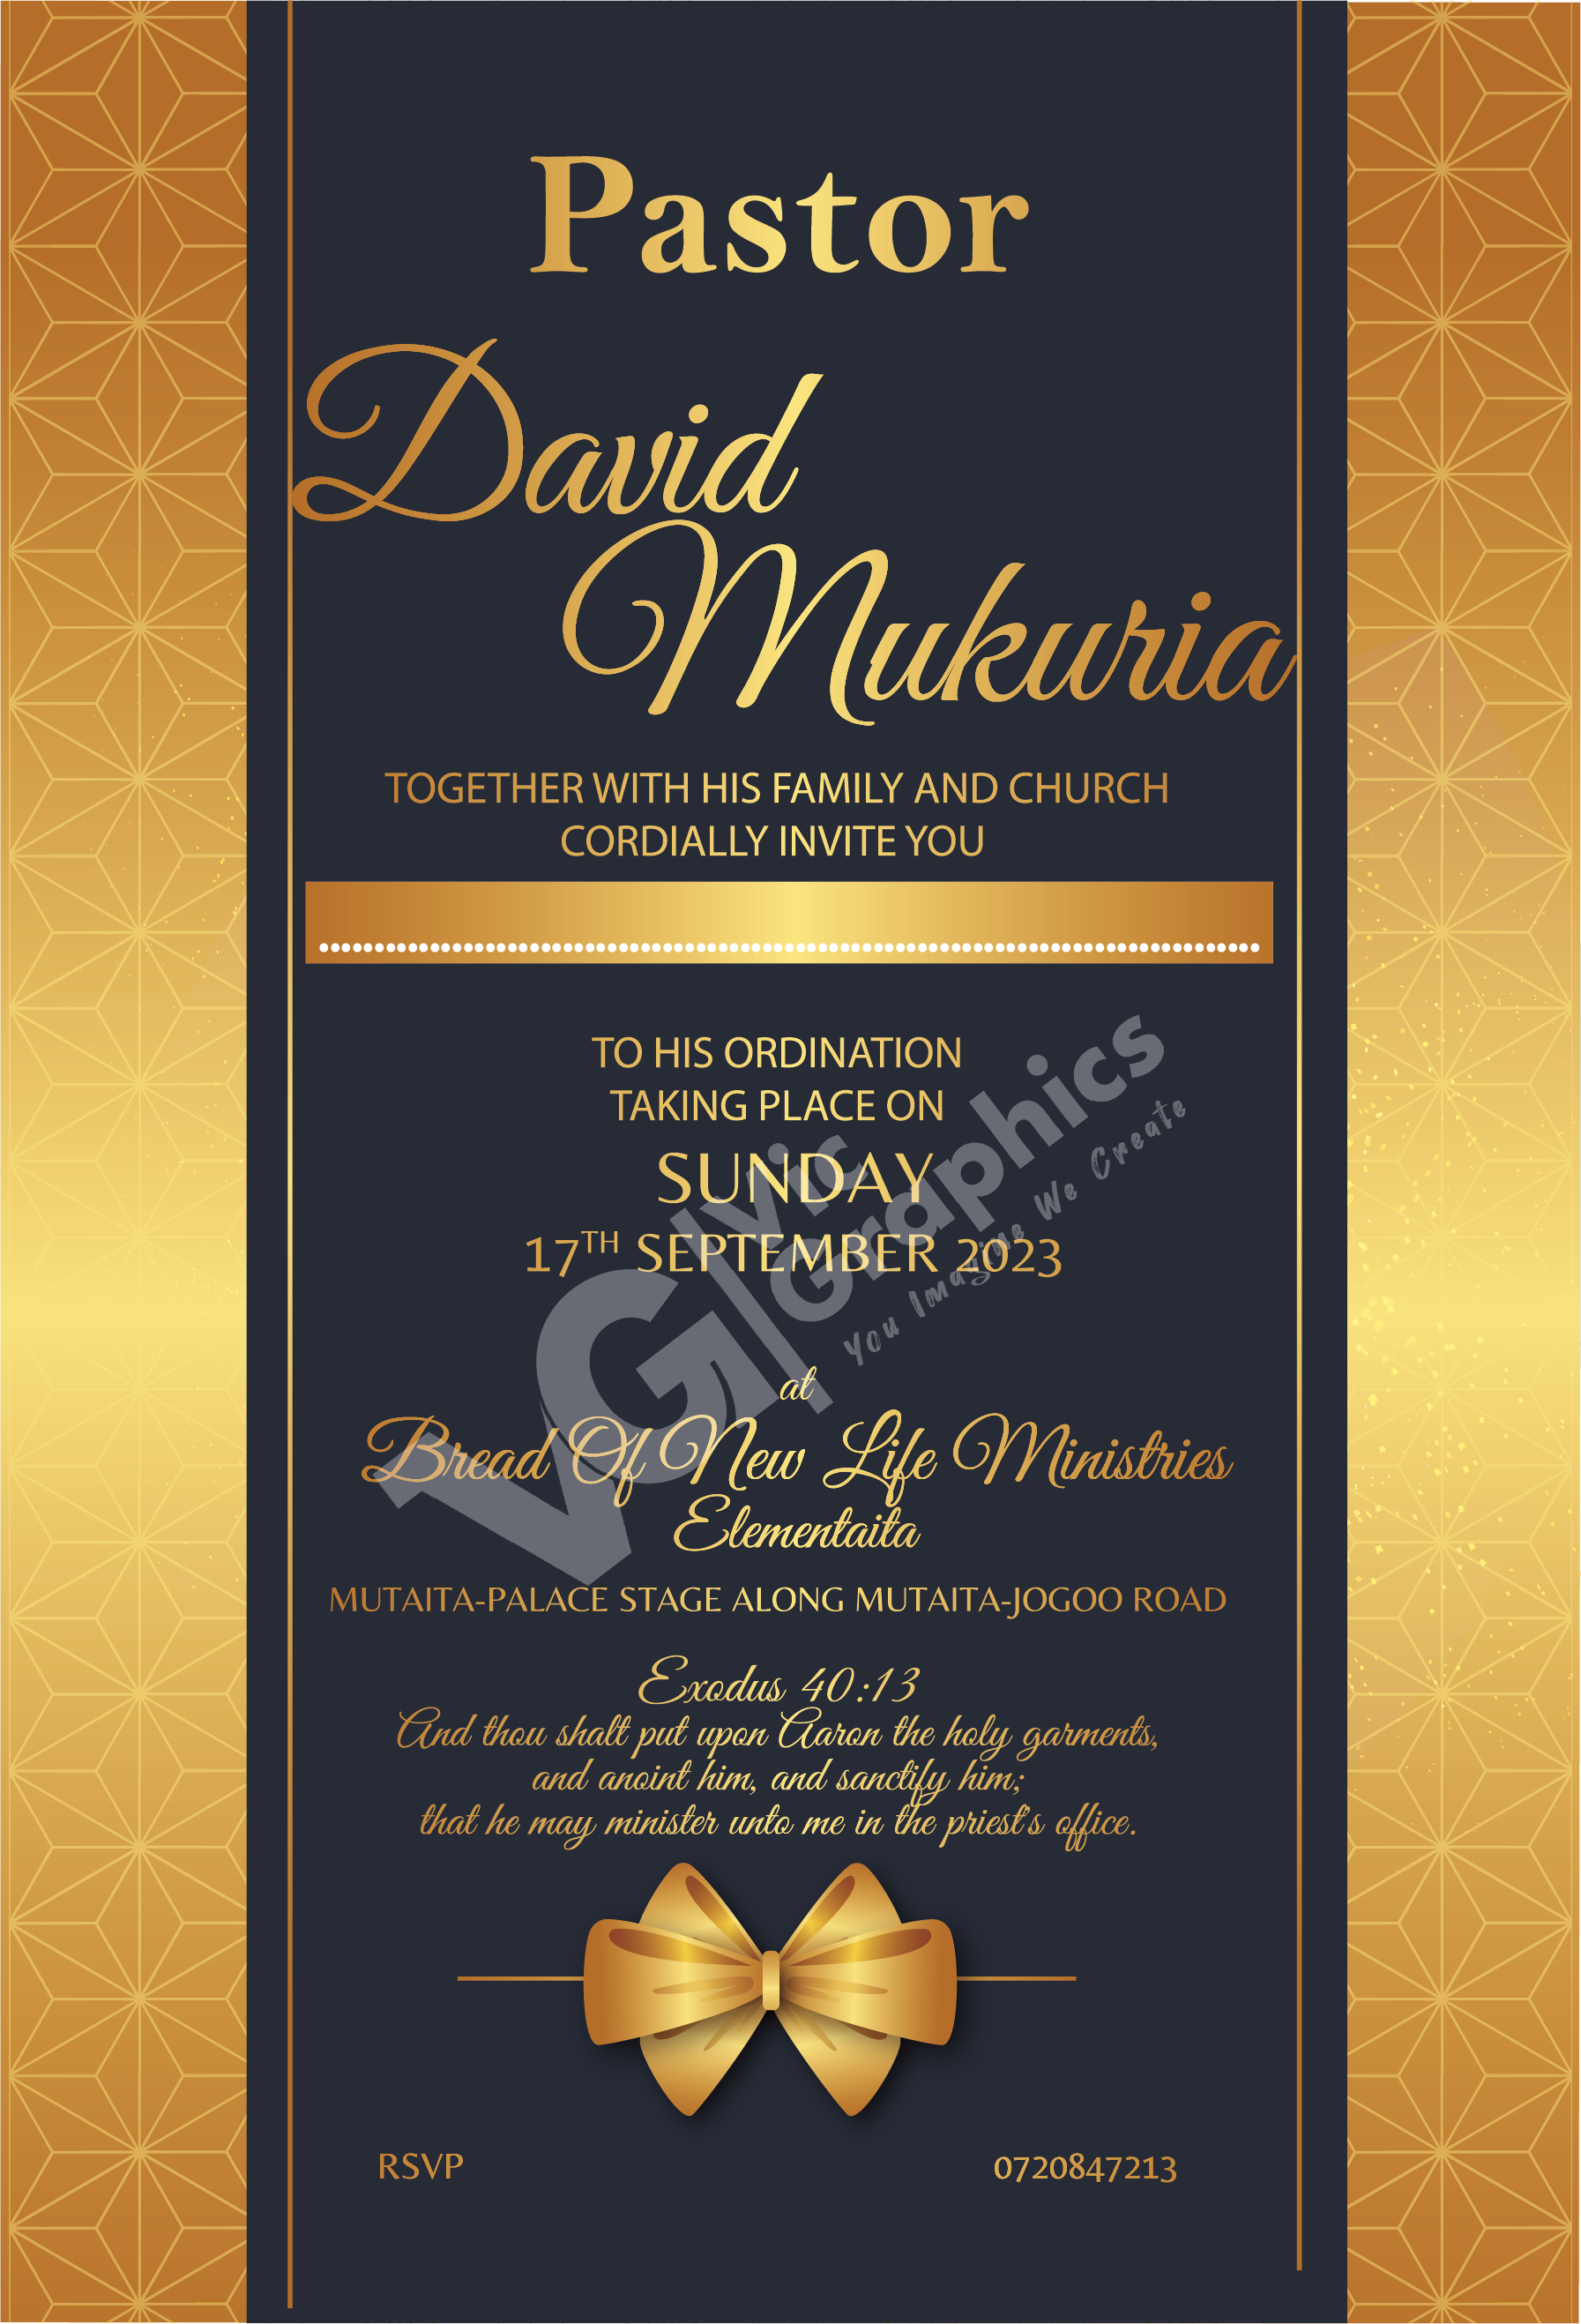 Pastor
David
Mukuria
TOGETHER WITH HIS FAMILY AND CHURCH
CORDIALLY INVITE YOU
TO HIS ORDINATION
TAKING PLACE ON
SUNDAY
17TH SEPTEMBER 2023
VG Vic
Graphics
You Imagine We Create
at
Bread Of New Life Ministries
Elementaita
MUTAITA-PALACE STAGE ALONG MUTAITA-JOGOO ROAD
Exodus 40:13
And thou shalt put upon Aaron the holy garments,
and anoint him, and sanctify him;
that he may minister unto me in the priest's office.
RSVP 0720847213